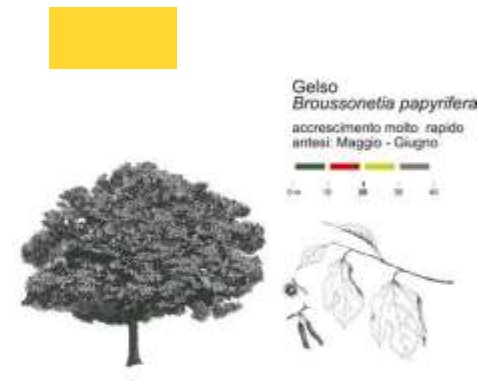 Gelso
Broussonetia papyrifera
accrescimento molto rapido
antesi: Maggio - Giugno